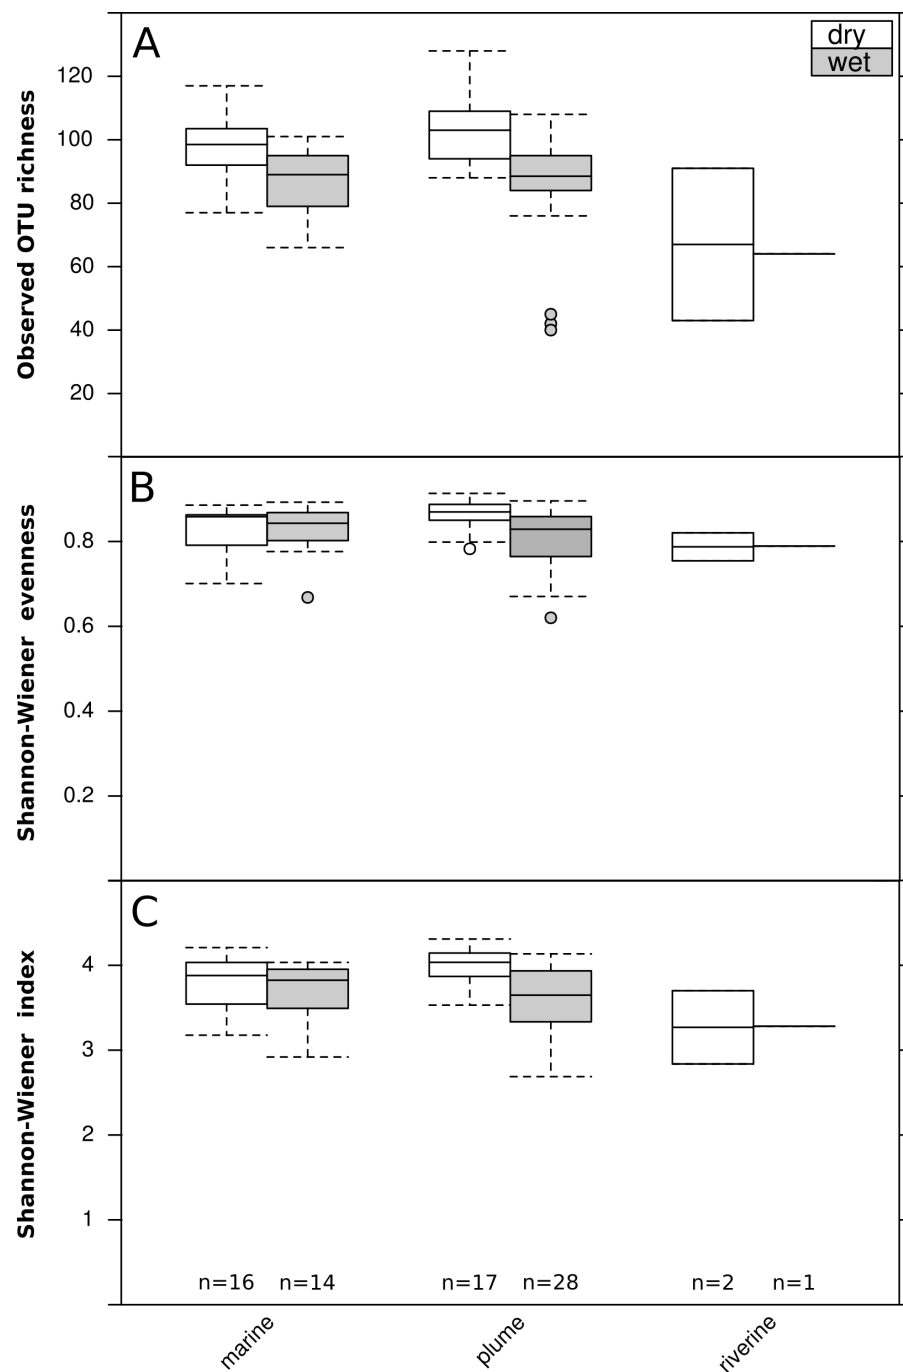 A
dry
wet
120
100
80
60
40
20
Observed OTU richness
B
0.8
0.6
0.4
0.2
Shannon-Wiener evenness
C
4
3
2
1
Shannon-Wiener index
n=16 n=14 n=17 n=28 n=2 n=1
marine plume riverine